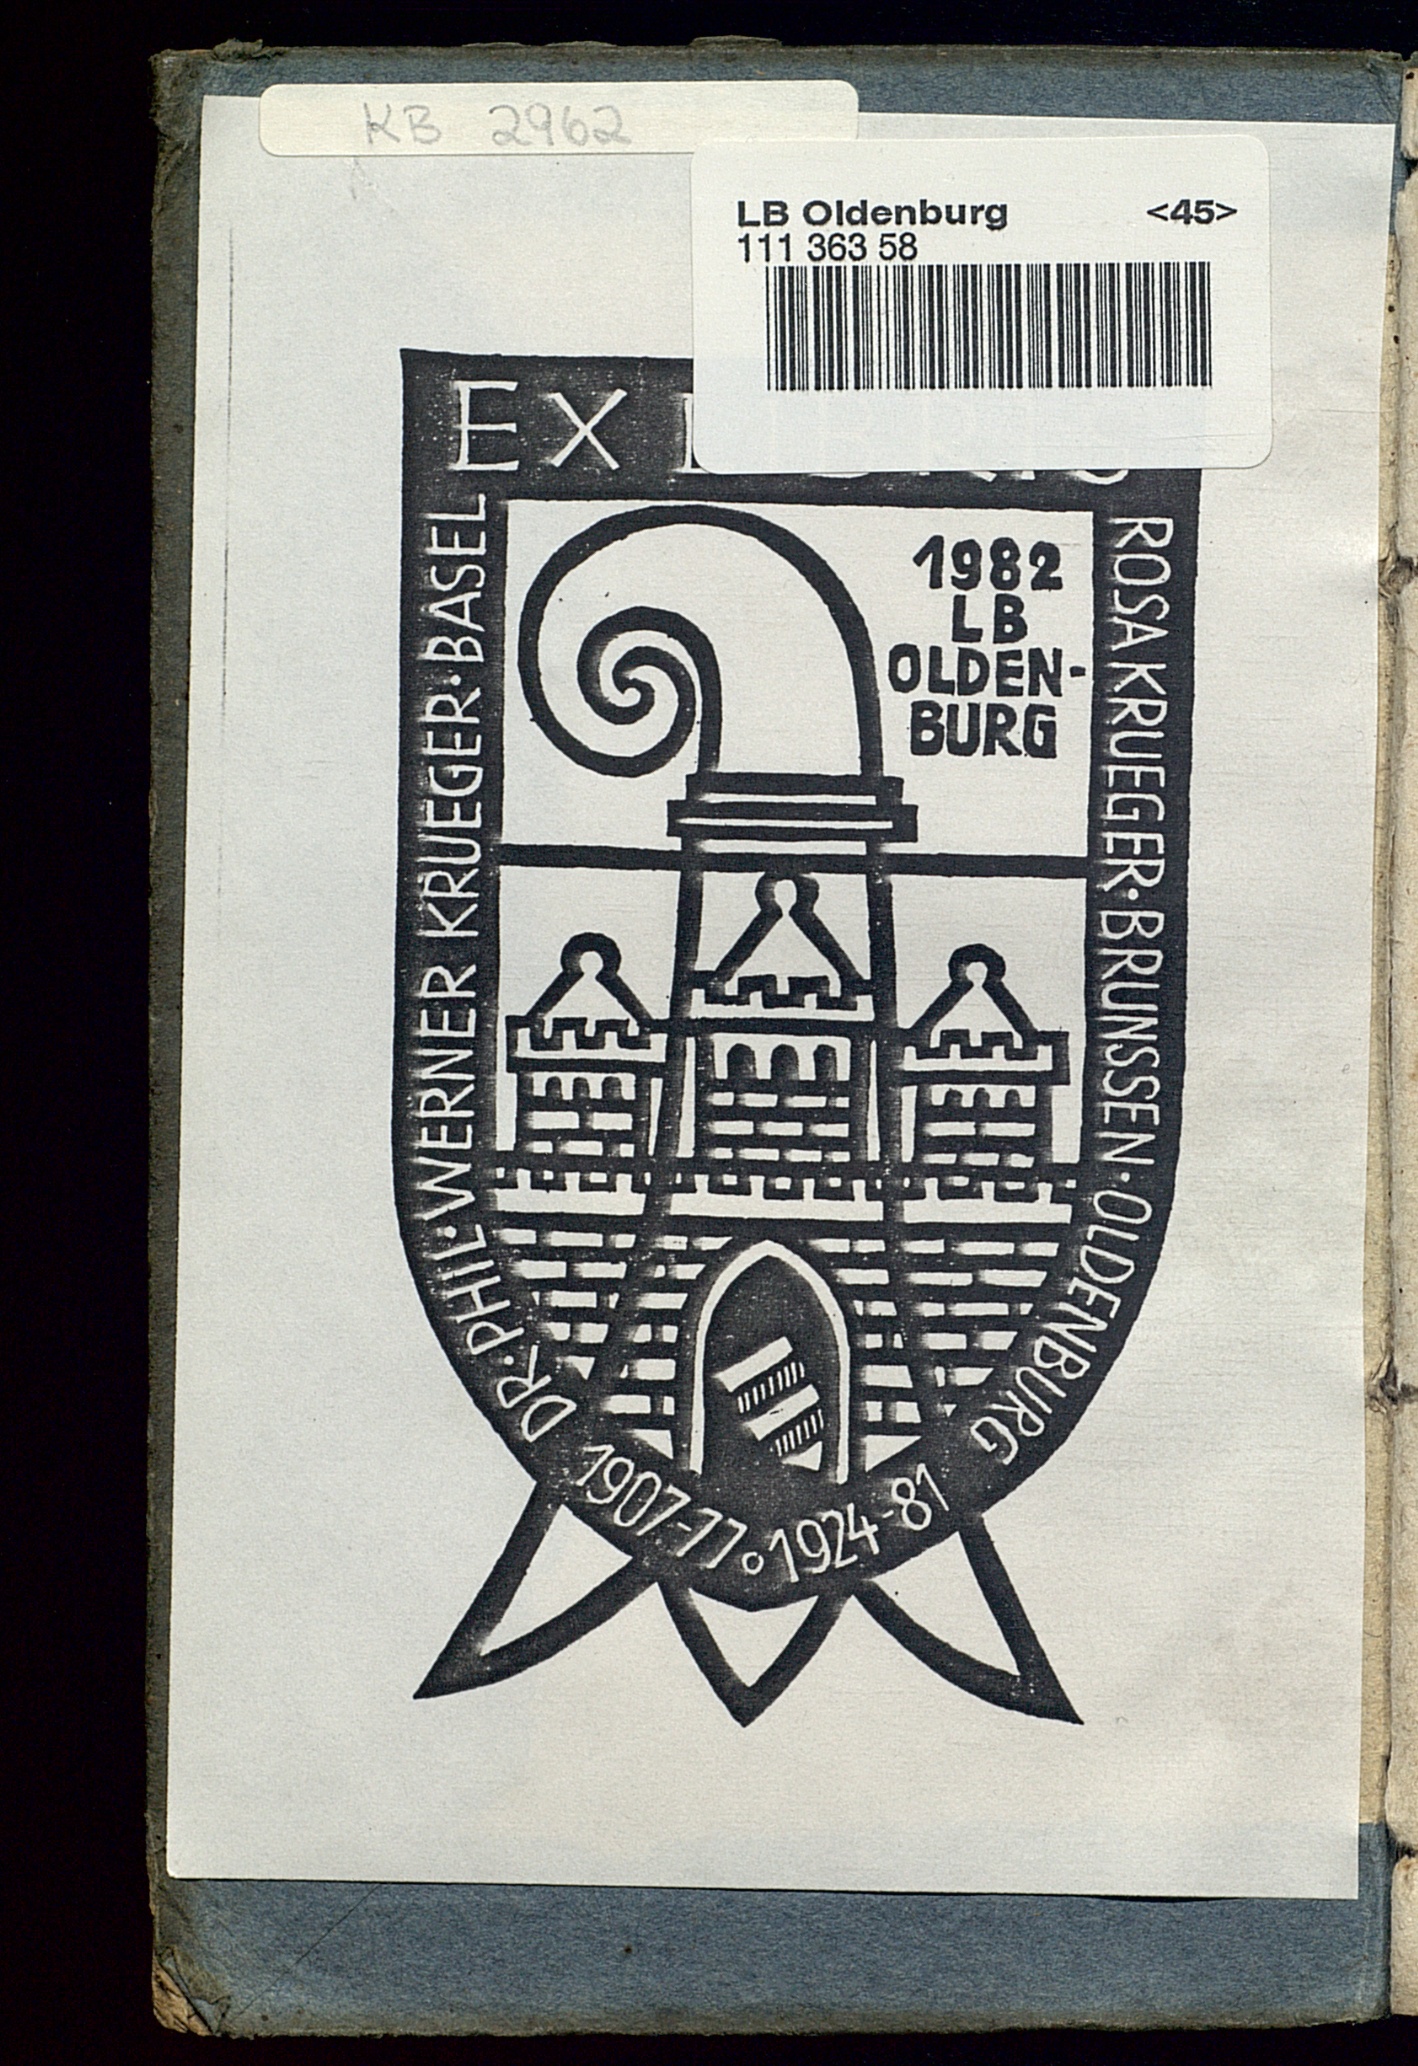 KB 2962
LB Oldenburg <45>
111 363 58
EX
DR·PHIL·WERNER KRUEGER·BASEL
1982
LB
OLDEN-
BURG
ROSA KRUEGER·BRUNSSEN·OLDENBURG
1907-77 ∘ 1924-81